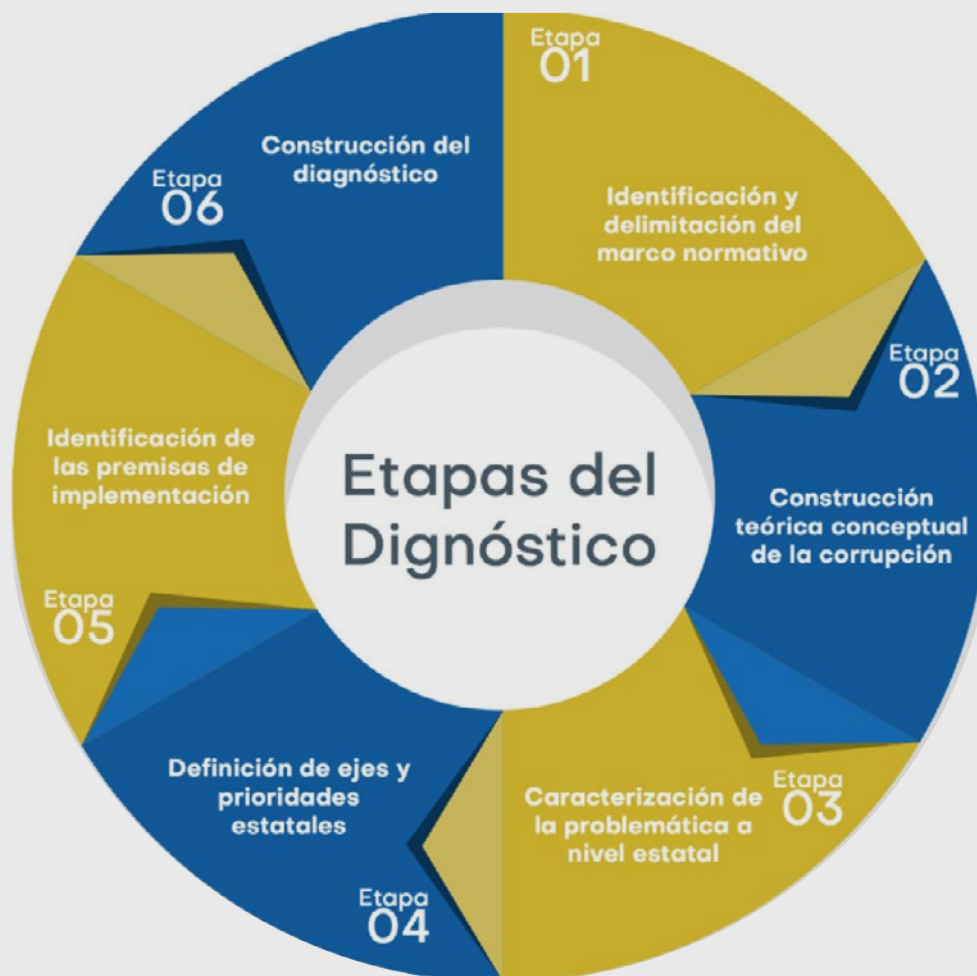 Etapas del
Dignóstico
Etapa
01
Identificación y
delimitación del
marco normativo
Etapa
02
Construcción
teórica conceptual
de la corrupción
Etapa
03
Caracterización de
la problemática a
nivel estatal
Etapa
04
Definición de ejes y
prioridades
estatales
Etapa
05
Identificación de
las premisas de
implementación
Etapa
06
Construcción del
diagnóstico